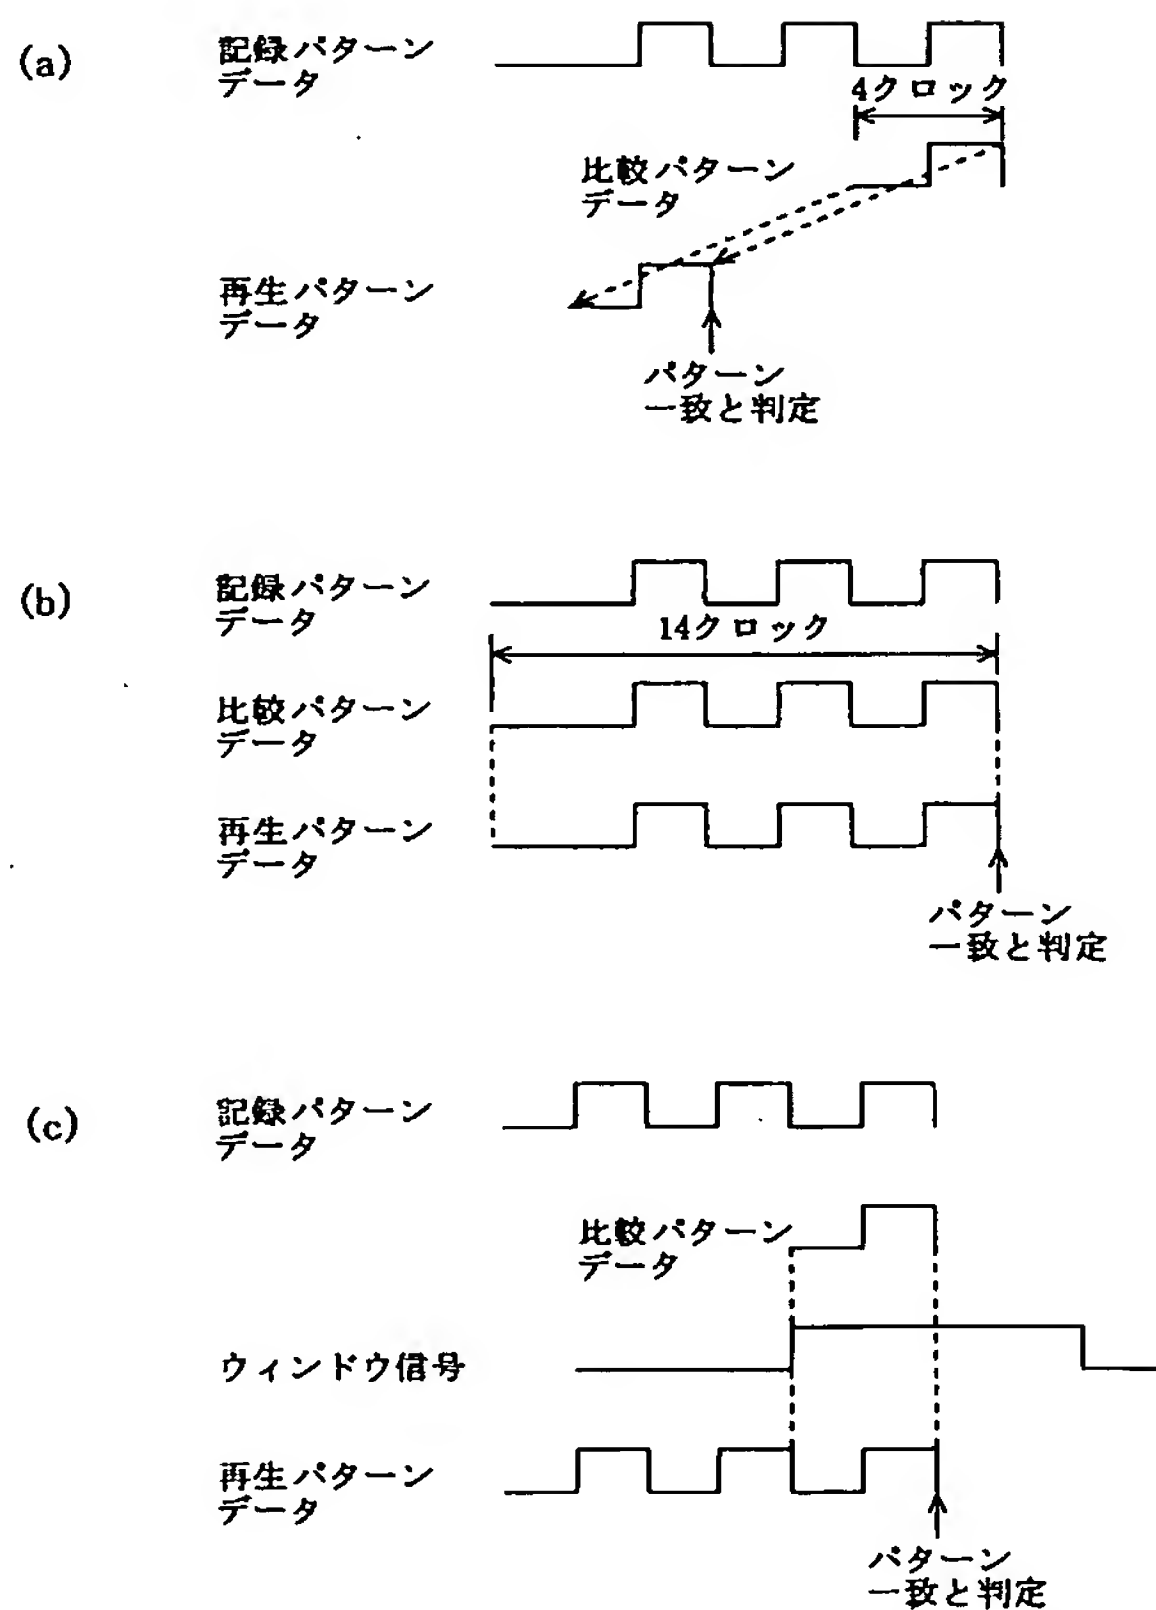 (a)
記録パターン
データ
4クロック
比較パターン
データ
再生パターン
データ
パターン
一致と判定
(b)
記録パターン
データ
14クロック
比較パターン
データ
再生パターン
データ
パターン
一致と判定
(c)
記録パターン
データ
比較パターン
データ
ウィンドウ信号
再生パターン
データ
パターン
一致と判定